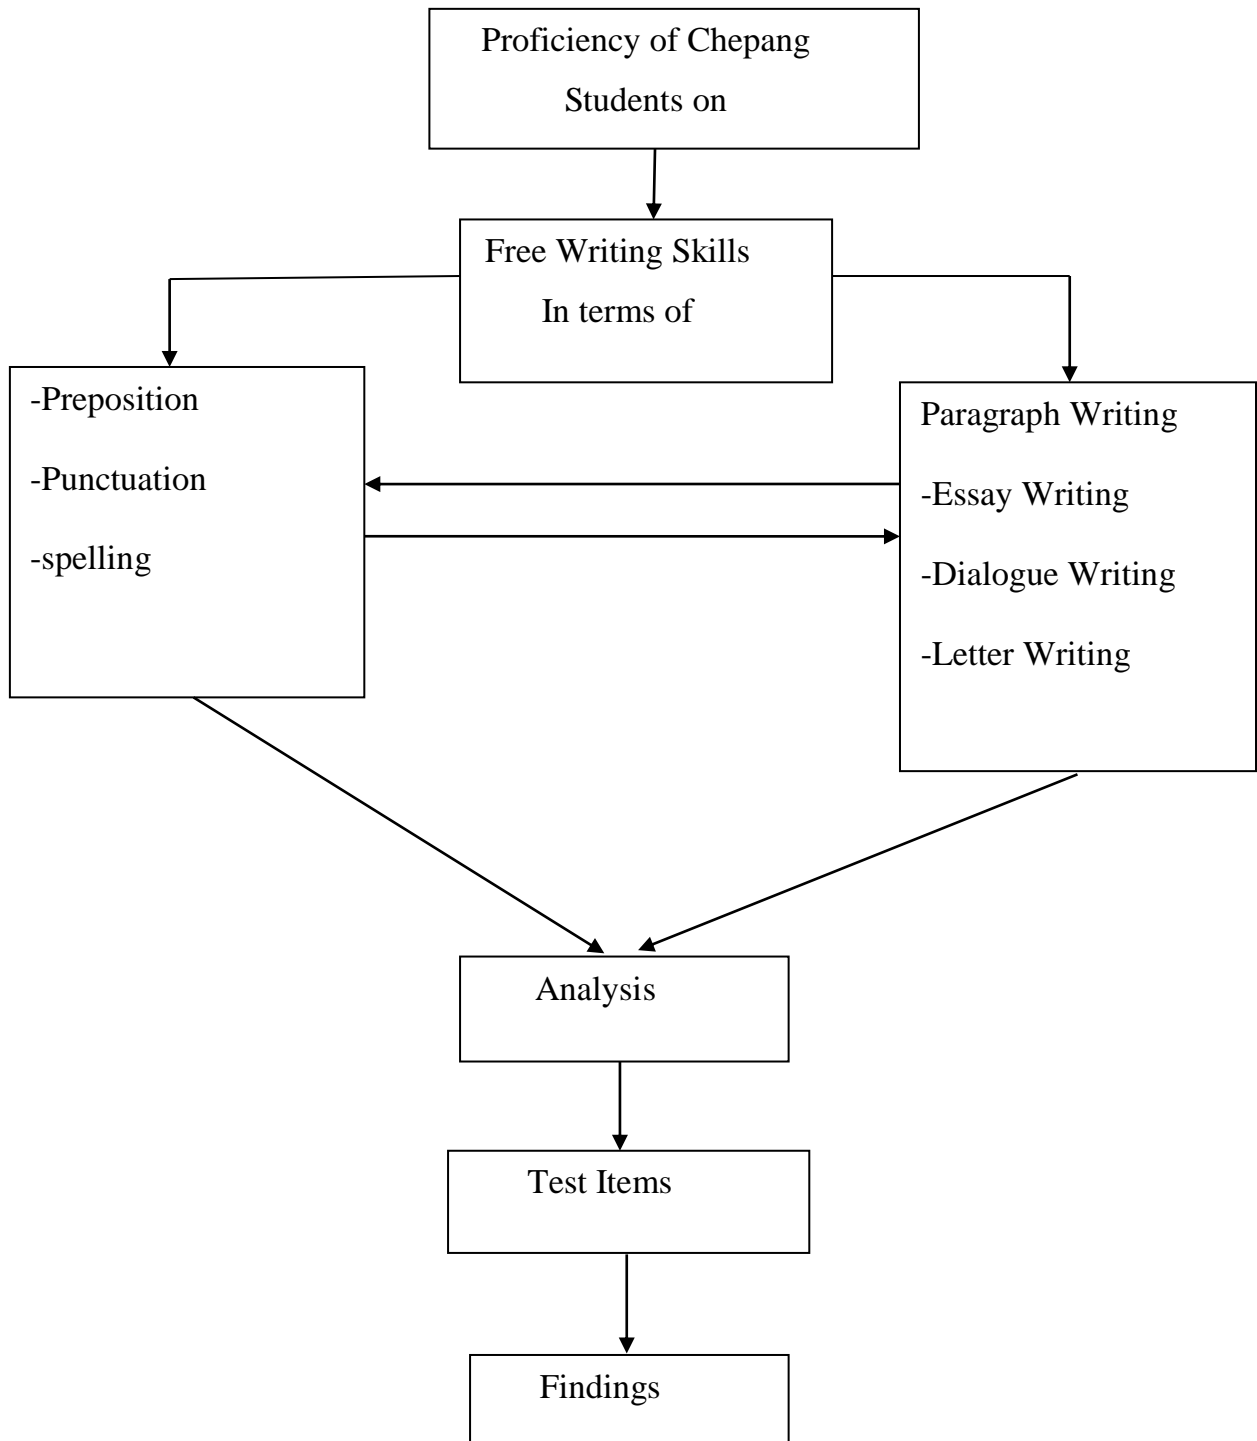 Proficiency of Chepang
Students on
Free Writing Skills
In terms of
-Preposition
-Punctuation
-spelling
Paragraph Writing
-Essay Writing
-Dialogue Writing
-Letter Writing
Analysis
Test Items
Findings